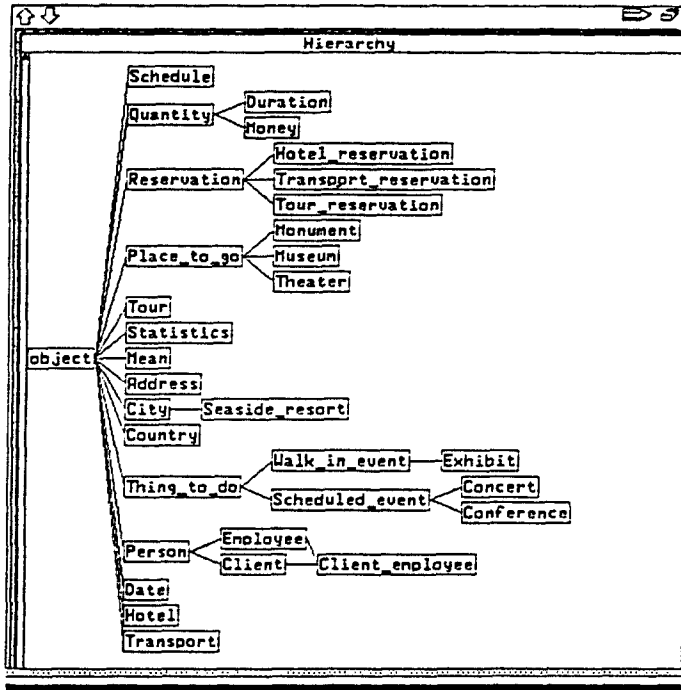 Hierarchy
Schedule
Quantity
Duration
Money
Reservation
Hotel_reservation
Transport_reservation
Tour_reservation
Place_to_go
Monument
Museum
Theater
Tour
Statistics
object
Mean
Address
City
Seaside_resort
Country
Thing_to_do
Walk_in_event
Exhibit
Scheduled_event
Concert
Conference
Person
Employee
Client
Client_employee
Date
Hotel
Transport